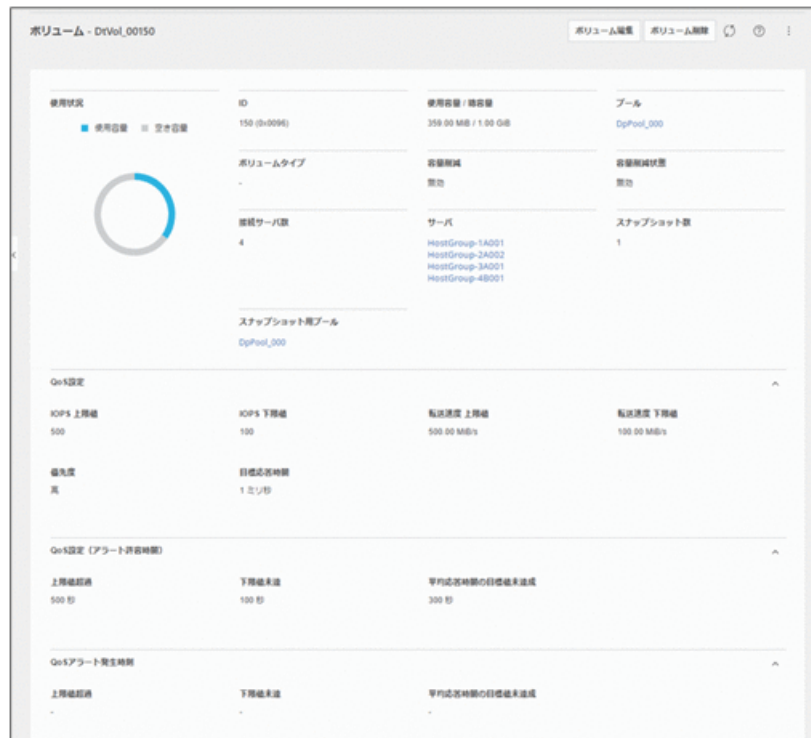 ボリューム - DtVol_00150
ボリューム編集 ボリューム削除
使用状況
使用容量 空き容量
ID
150 (0x0096)
使用容量 / 総容量
359.00 MiB / 1.00 GiB
プール
DpPool_000
ボリュームタイプ
-
容量削減
無効
容量削減状態
無効
接続サーバ数
4
サーバ
HostGroup-1A001
HostGroup-2A002
HostGroup-3A001
HostGroup-4B001
スナップショット数
1
スナップショット用プール
DpPool_000
QoS設定
IOPS 上限値
500
IOPS 下限値
100
転送速度 上限値
500.00 MiB/s
転送速度 下限値
100.00 MiB/s
優先度
高
目標応答時間
1 ミリ秒
QoS設定（アラート許容時間）
上限値超過
500 秒
下限値未達
100 秒
平均応答時間の目標値未達成
300 秒
QoSアラート発生時刻
上限値超過
-
下限値未達
-
平均応答時間の目標値未達成
-